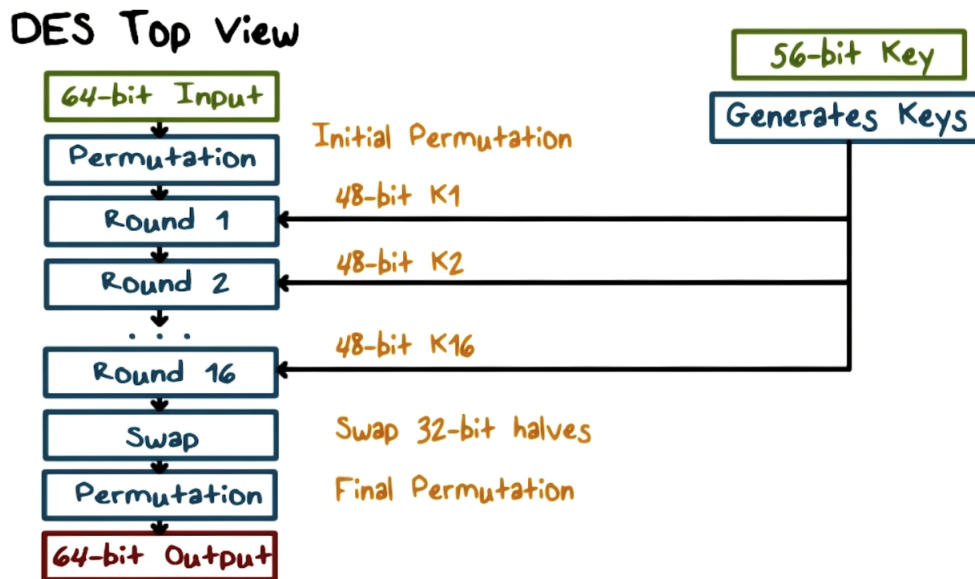 DES Top View
56-bit Key
64-bit Input
Generates Keys
Initial Permutation
Permutation
48-bit K1
Round 1
48-bit K2
Round 2
...
48-bit K16
Round 16
Swap
Swap 32-bit halves
Permutation
Final Permutation
64-bit Output